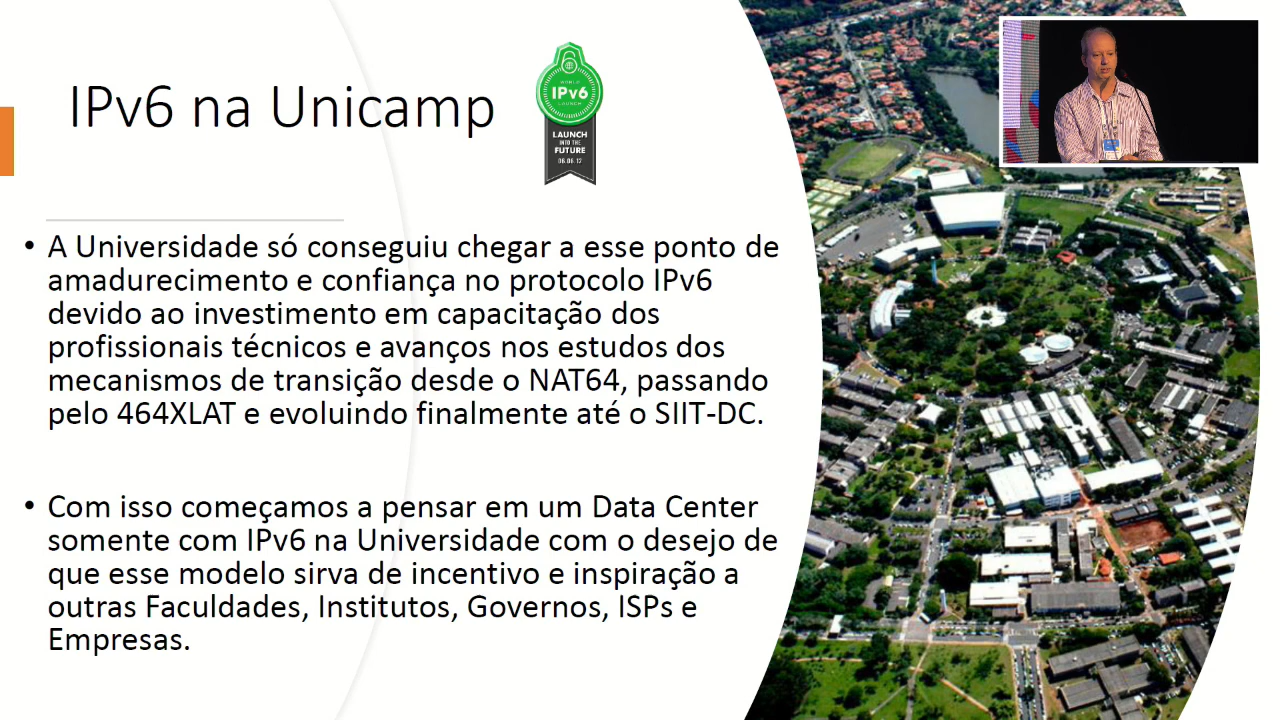 IPv6 na Unicamp
WORLD
IPv6
LAUNCH
LAUNCH
INTO THE
FUTURE
06.06.12
• A Universidade só conseguiu chegar a esse ponto de
amadurecimento e confiança no protocolo IPv6
devido ao investimento em capacitação dos
profissionais técnicos e avanços nos estudos dos
mecanismos de transição desde o NAT64, passando
pelo 464XLAT e evoluindo finalmente até o SIIT-DC.
• Com isso começamos a pensar em um Data Center
somente com IPv6 na Universidade com o desejo de
que esse modelo sirva de incentivo e inspiração a
outras Faculdades, Institutos, Governos, ISPs e
Empresas.